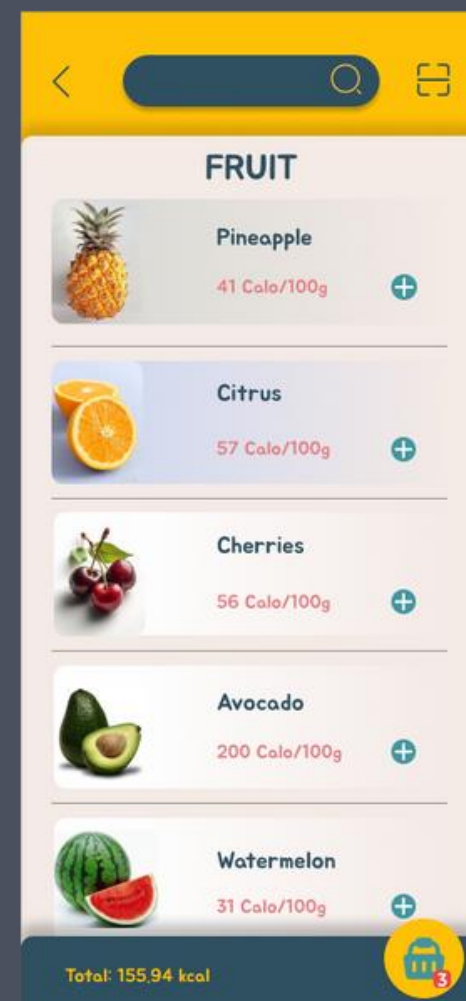 FRUIT
Pineapple
41 Calo/100g
Citrus
57 Calo/100g
Cherries
56 Calo/100g
Avocado
200 Calo/100g
Watermelon
31 Calo/100g
Total: 155,94 kcal
3